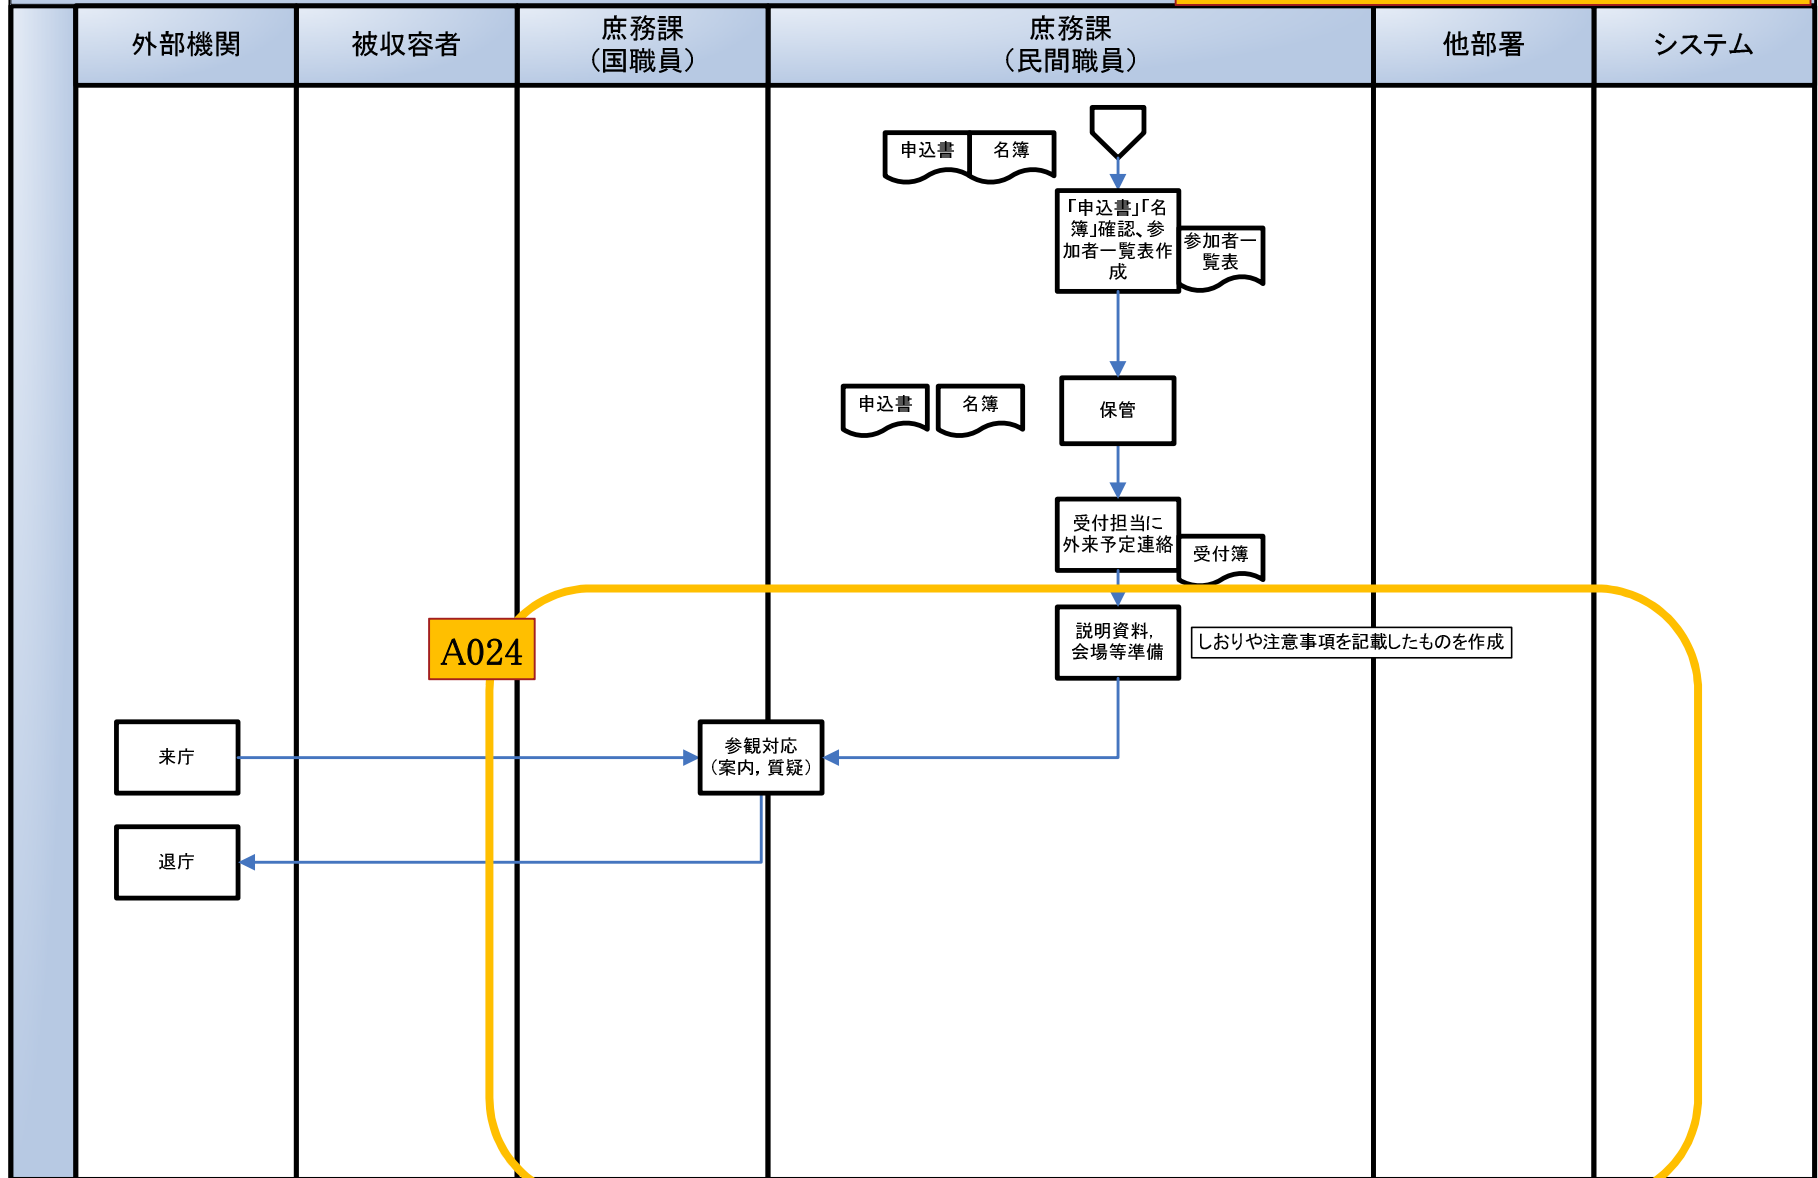 外部機関
被収容者
庶務課
（国職員）
庶務課
（民間職員）
他部署
システム
申込書
名簿
「申込書」「名
簿」確認、参
加者一覧表作
成
参加者一
覧表
申込書
名簿
保管
受付担当に
外来予定連絡
受付簿
A024
説明資料，
会場等準備
しおりや注意事項を記載したものを作成
来庁
参観対応
（案内，質疑）
退庁